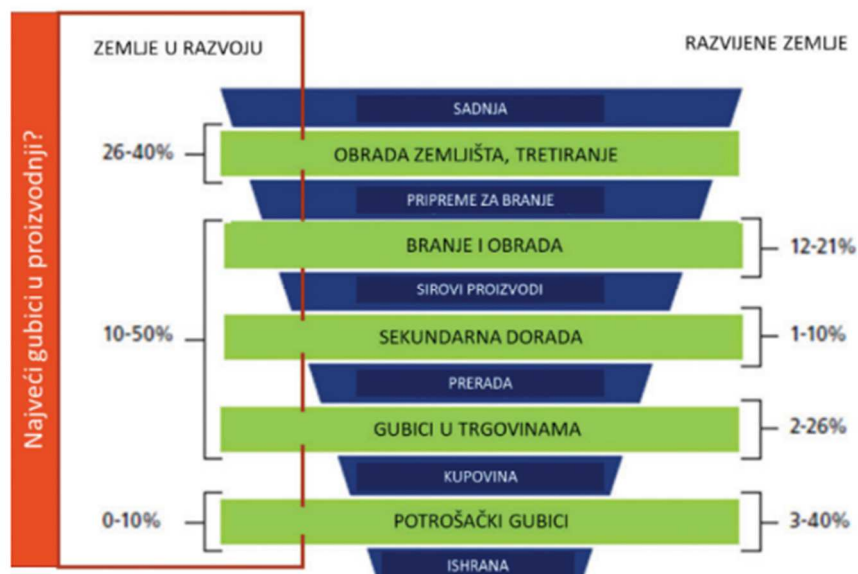 Najveći gubici u proizvodnji?
ZEMLJE U RAZVOJU
RAZVIJENE ZEMLJE
SADNJA
26-40%
OBRADA ZEMLJIŠTA, TRETIRANJE
PRIPREME ZA BRANJE
BRANJE I OBRADA
12-21%
SIROVI PROIZVODI
10-50%
SEKUNDARNA DORADA
1-10%
PRERADA
GUBICI U TRGOVINAMA
2-26%
KUPOVINA
0-10%
POTROŠAČKI GUBICI
3-40%
ISHRANA